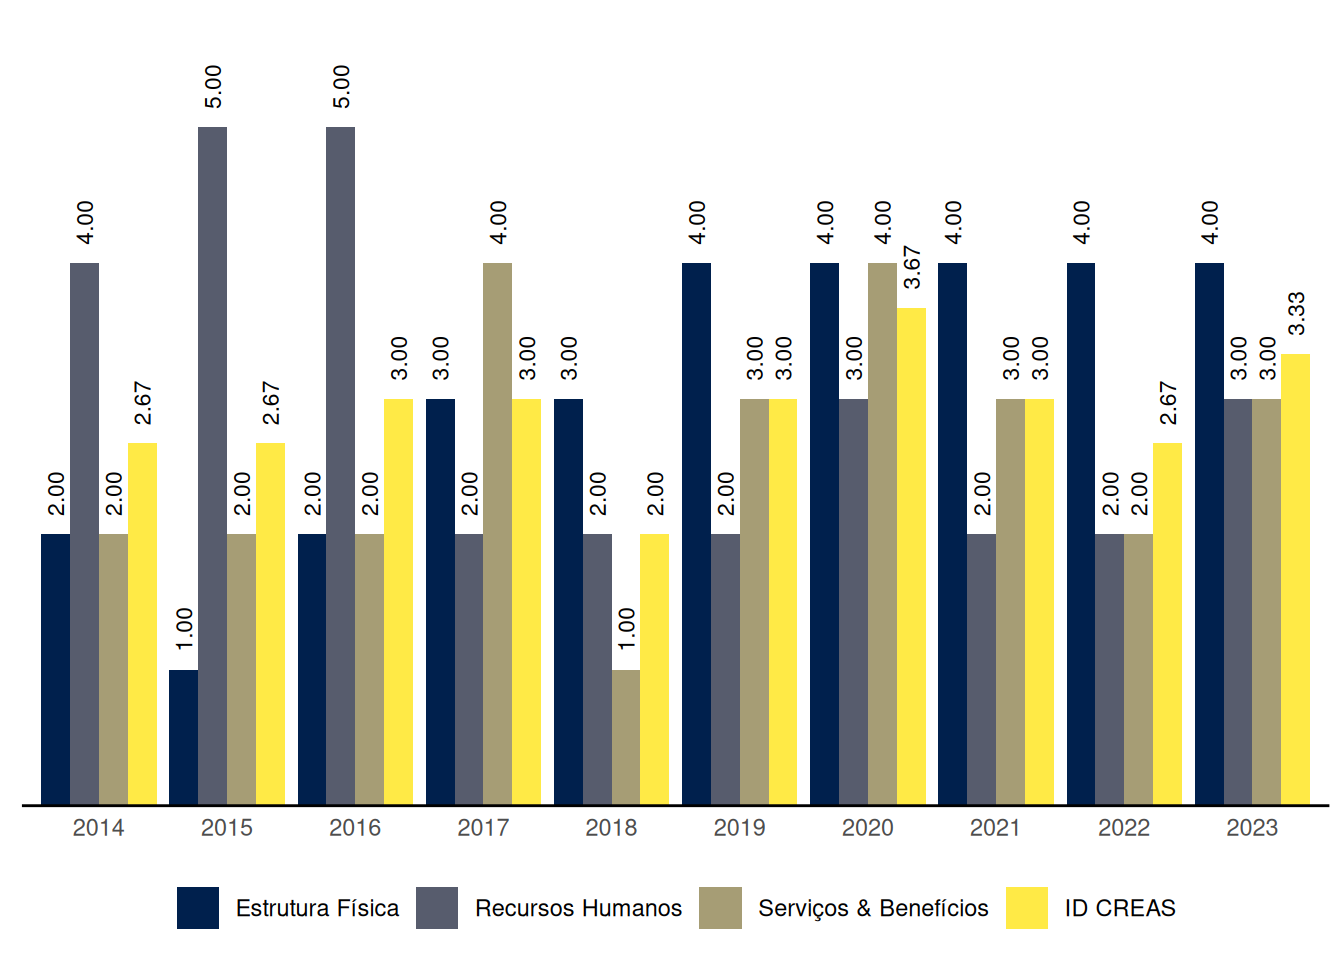 5.00 5.00
4.00 4.00 4.00 4.00 4.00 4.00 4.00 4.00
3.67
3.33
3.00 3.00 3.00 3.00 3.00 3.00 3.00 3.00 3.00 3.00 3.00
2.67 2.67 2.67
2.00 2.00 2.00 2.00 2.00 2.00 2.00 2.00 2.00 2.00 2.00 2.00
1.00 1.00
2014 2015 2016 2017 2018 2019 2020 2021 2022 2023
Estrutura Física Recursos Humanos Serviços & Benefícios ID CREAS